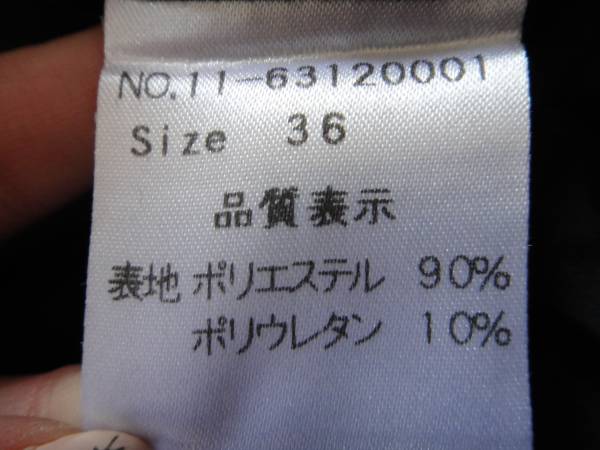 NO.11-63120001
Size 36
品質表示
表地 ポリエステル 90%
ポリウレタン 10%